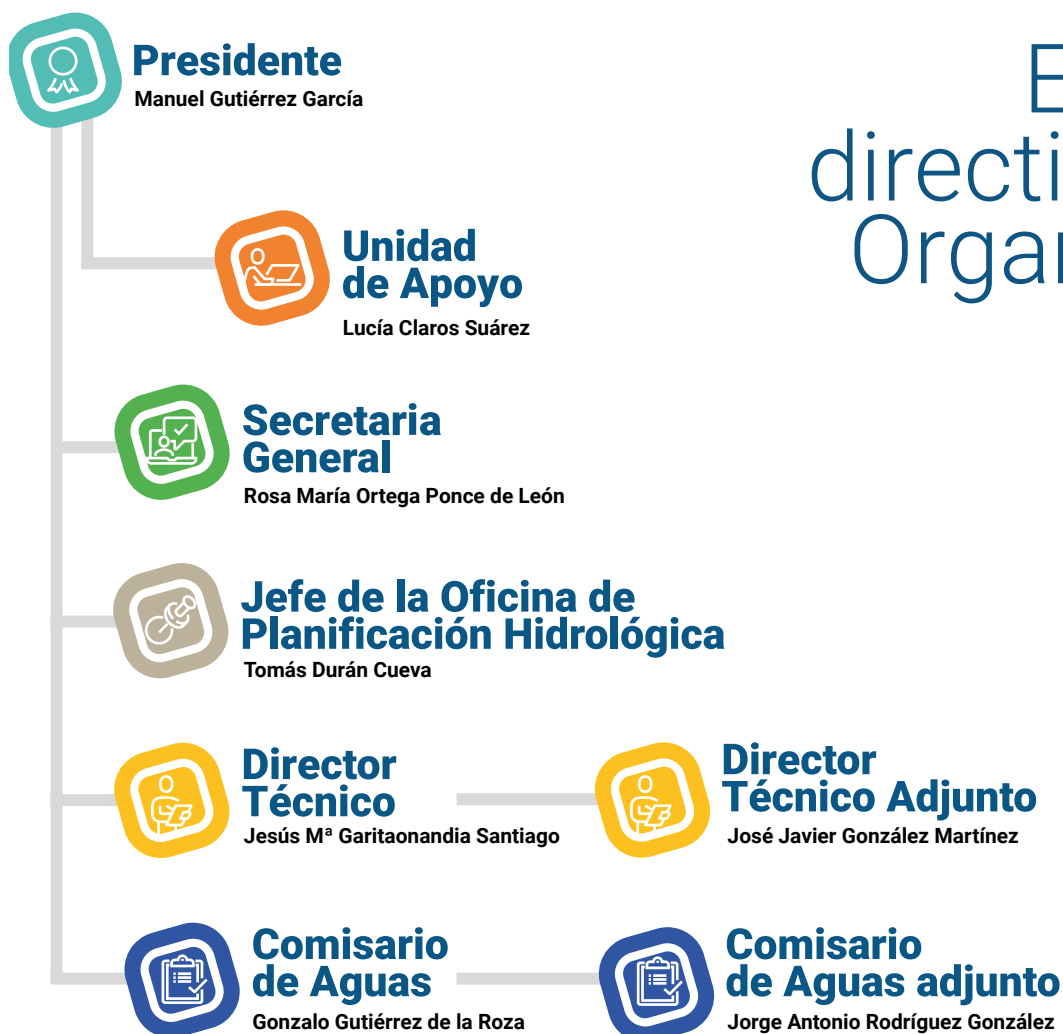 Presidente
Manuel Gutiérrez García
Unidad
de Apoyo
Lucía Claros Suárez
Secretaria
General
Rosa María Ortega Ponce de León
Jefe de la Oficina de
Planificación Hidrológica
Tomás Durán Cueva
Director
Técnico
Jesús Mª Garitaonandia Santiago
Director
Técnico Adjunto
José Javier González Martínez
Comisario
de Aguas
Gonzalo Gutiérrez de la Roza
Comisario
de Aguas adjunto
Jorge Antonio Rodríguez González